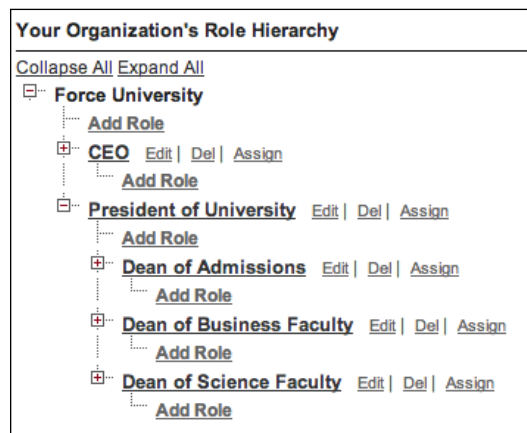 Your Organization's Role Hierarchy
Collapse All Expand All
Force University
Add Role
CEO Edit | Del | Assign
Add Role
President of University Edit | Del | Assign
Add Role
Dean of Admissions Edit | Del | Assign
Add Role
Dean of Business Faculty Edit | Del | Assign
Add Role
Dean of Science Faculty Edit | Del | Assign
Add Role